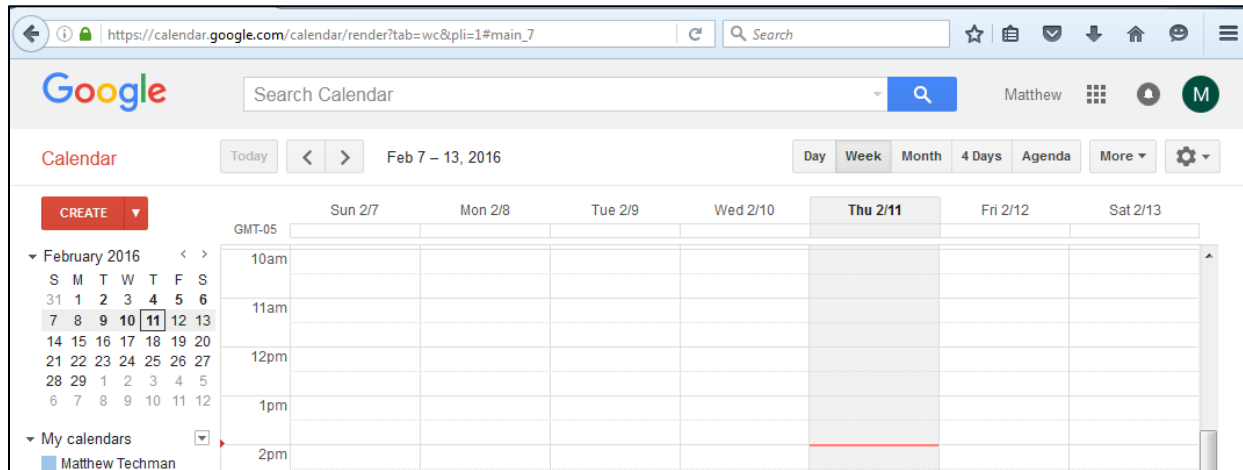 https://calendar.google.com/calendar/render?tab=wc&pli=1#main_7 Search
Google Search Calendar Matthew M
Calendar Today Feb 7 – 13, 2016 Day Week Month 4 Days Agenda More
CREATE
Sun 2/7 Mon 2/8 Tue 2/9 Wed 2/10 Thu 2/11 Fri 2/12 Sat 2/13
GMT-05
February 2016 < >
10am
S M T W T F S
31 1 2 3 4 5 6
11am
7 8 9 10 11 12 13
14 15 16 17 18 19 20
12pm
21 22 23 24 25 26 27
28 29 1 2 3 4 5
6 7 8 9 10 11 12
1pm
My calendars
2pm
Matthew Techman